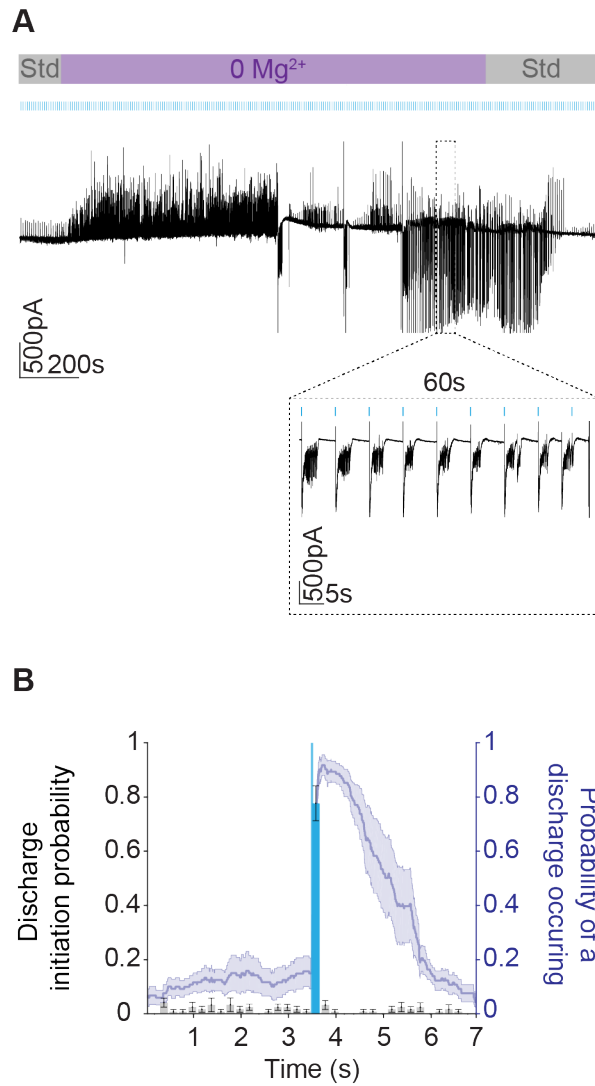 A
Std 0 Mg²⁺ Std
500pA
200s
60s
500pA
5s
B
Discharge
initiation probability
1
0.8
0.6
0.4
0.2
0
1
0.8
0.6
0.4
0.2
0
Probability of a
discharge occuring
1 2 3 4 5 6 7
Time (s)